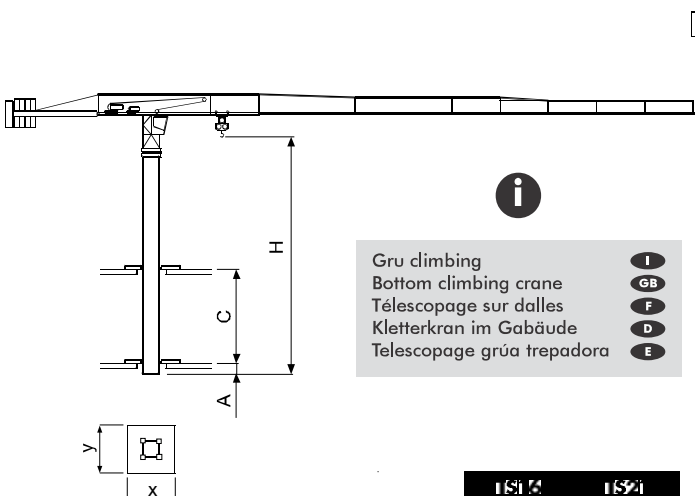 H
Gru climbing I
Bottom climbing crane GB
Télescopage sur dalles F
Kletterkran im Gabäude D
Telescopage grúa trepadora E
C
A
y
x
TS16 TS21